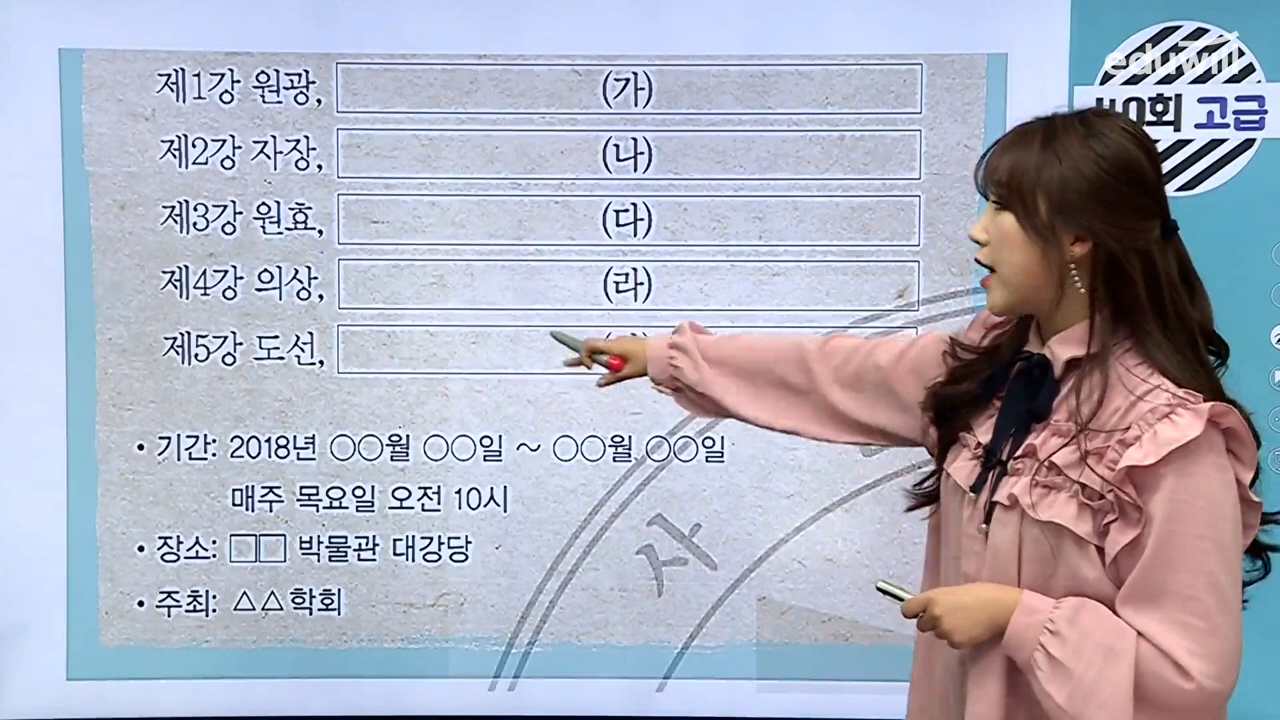 eduwill
40회 고급
제1강 원광, (가)
제2강 자장, (나)
제3강 원효, (다)
제4강 의상, (라)
제5강 도선,
• 기간: 2018년 ○○월 ○○일 ~ ○○월 ○○일
매주 목요일 오전 10시
• 장소: □□ 박물관 대강당
• 주최: △△학회
사